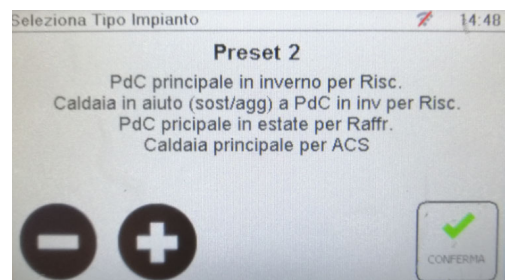 Seleziona Tipo Impianto 14:48
Preset 2
PdC principale in inverno per Risc.
Caldaia in aiuto (sost/agg) a PdC in inv per Risc.
PdC pricipale in estate per Raffr.
Caldaia principale per ACS
CONFERMA